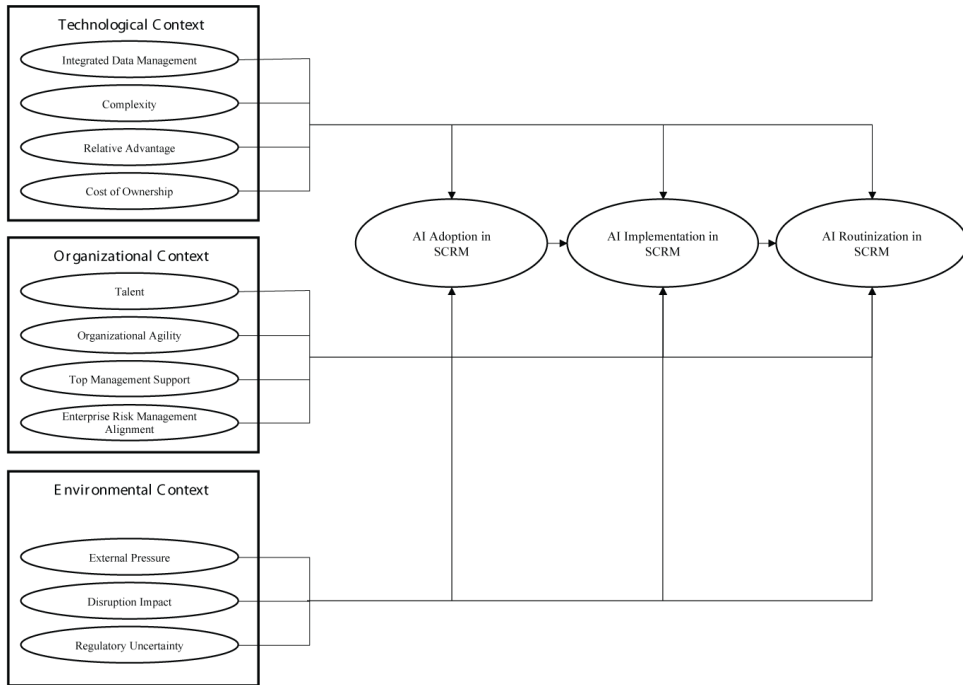 Technological Context
Integrated Data Management
Complexity
Relative Advantage
Cost of Ownership
Organizational Context
Talent
Organizational Agility
Top Management Support
Enterprise Risk Management
Alignment
Environmental Context
External Pressure
Disruption Impact
Regulatory Uncertainty
AI Adoption in
SCRM
AI Implementation in
SCRM
AI Routinization in
SCRM